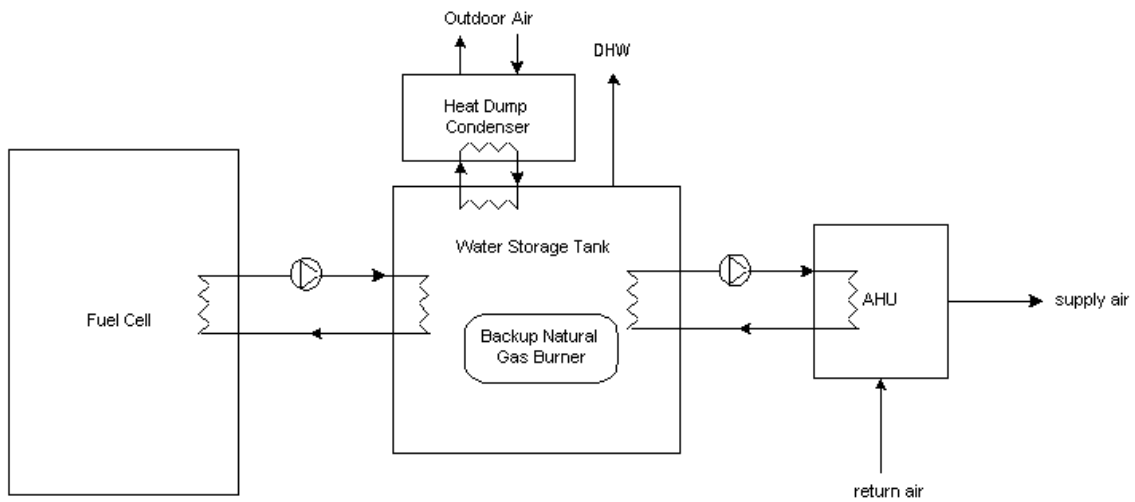 Outdoor Air
DHW
Heat Dump
Condenser
Water Storage Tank
Fuel Cell
AHU
supply air
Backup Natural
Gas Burner
return air